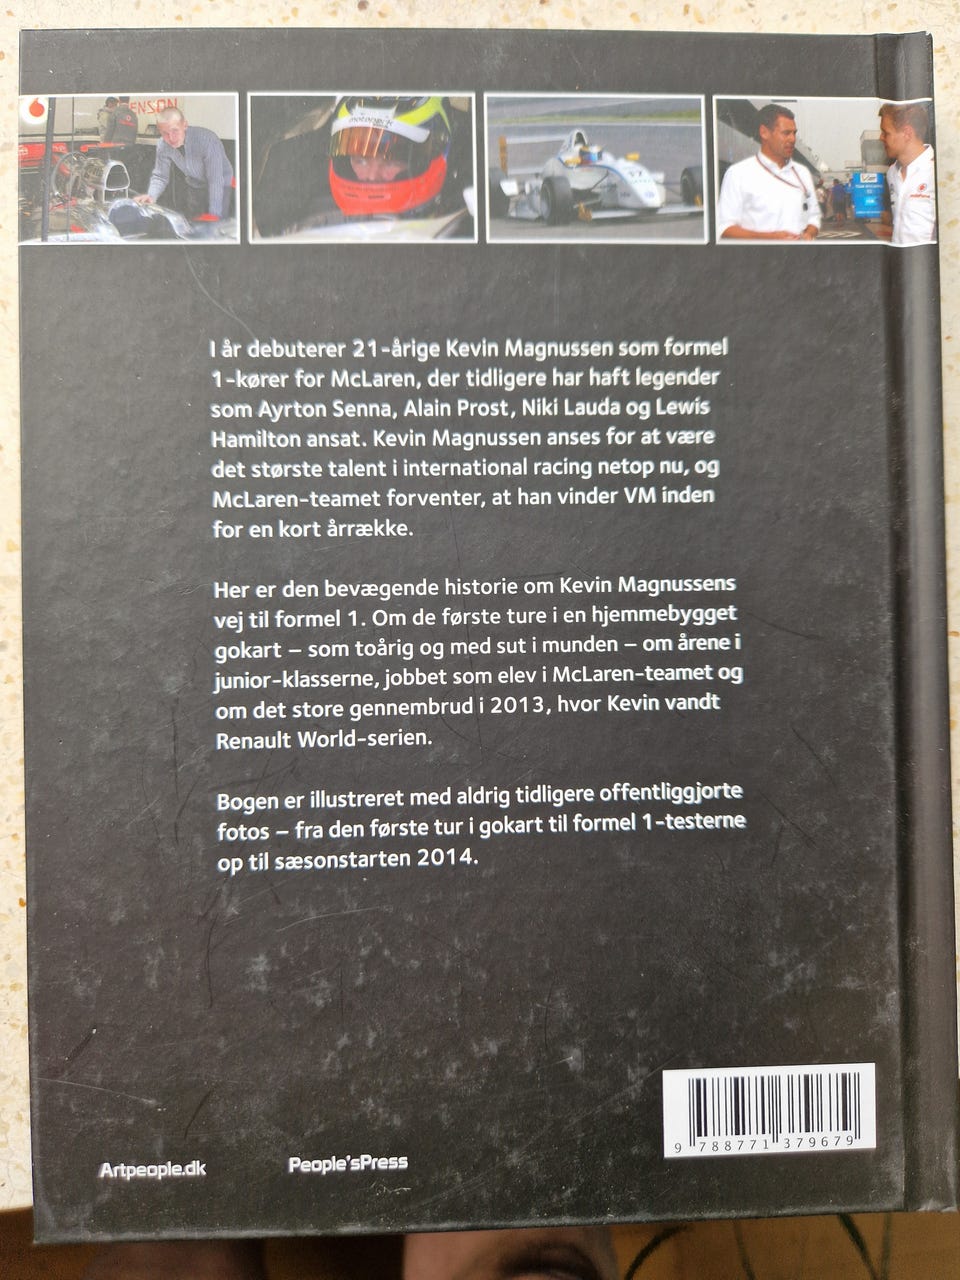 ENSON
motopark
17
I år debuterer 21-årige Kevin Magnussen som formel
1-kører for McLaren, der tidligere har haft legender
som Ayrton Senna, Alain Prost, Niki Lauda og Lewis
Hamilton ansat. Kevin Magnussen anses for at være
det største talent i international racing netop nu, og
McLaren-teamet forventer, at han vinder VM inden
for en kort årrække.
Her er den bevægende historie om Kevin Magnussens
vej til formel 1. Om de første ture i en hjemmebygget
gokart – som toårig og med sut i munden – om årene i
junior-klasserne, jobbet som elev i McLaren-teamet og
om det store gennembrud i 2013, hvor Kevin vandt
Renault World-serien.
Bogen er illustreret med aldrig tidligere offentliggjorte
fotos – fra den første tur i gokart til formel 1-testerne
op til sæsonstarten 2014.
9 788771 379679
Artpeople.dk People'sPress